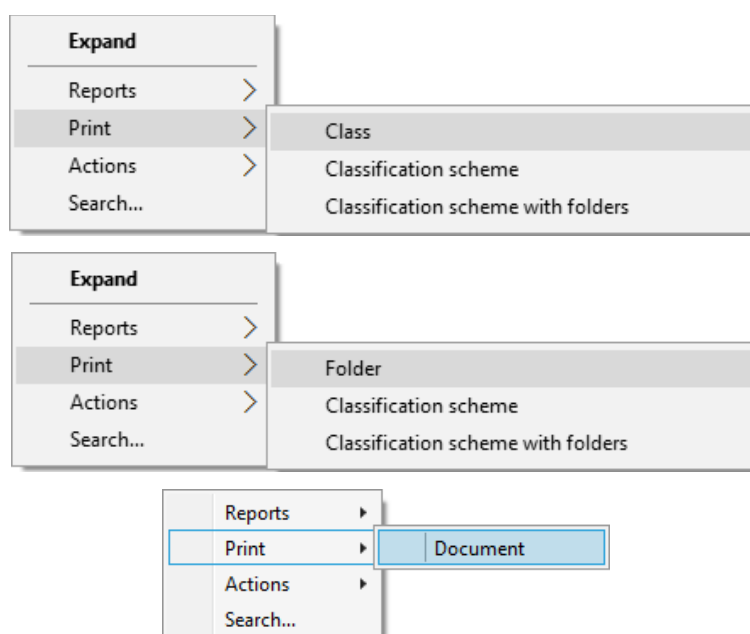 Expand
Reports
Print
Class
Actions
Classification scheme
Search...
Classification scheme with folders
Expand
Reports
Print
Folder
Actions
Classification scheme
Search...
Classification scheme with folders
Reports
Print
Document
Actions
Search...